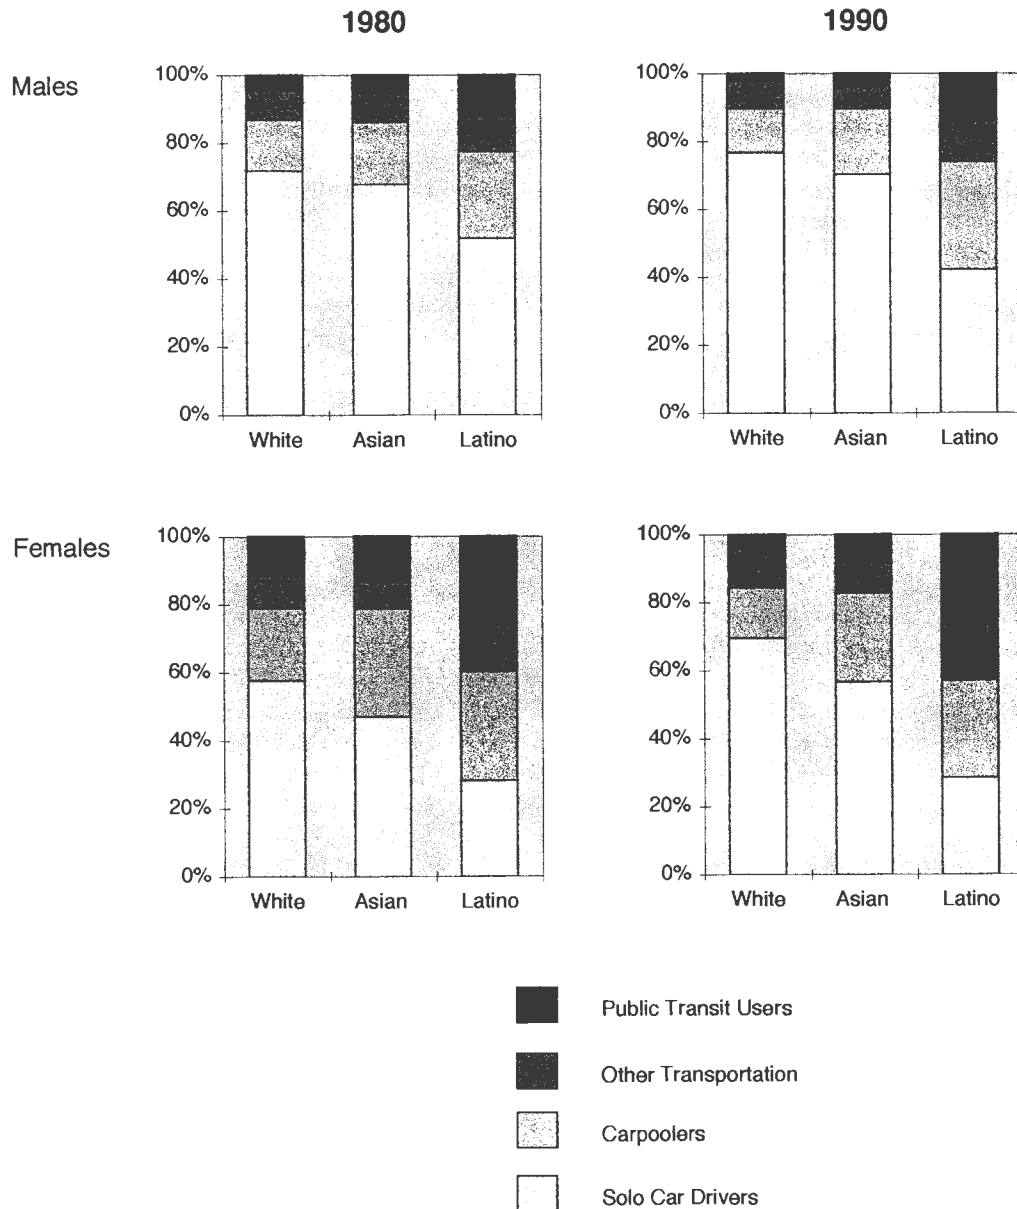 1980 1990
Males
100% 100%
80% 80%
60% 60%
40% 40%
20% 20%
0% 0%
White Asian Latino White Asian Latino
Females
100% 100%
80% 80%
60% 60%
40% 40%
20% 20%
0% 0%
White Asian Latino White Asian Latino
Public Transit Users
Other Transportation
Carpoolers
Solo Car Drivers